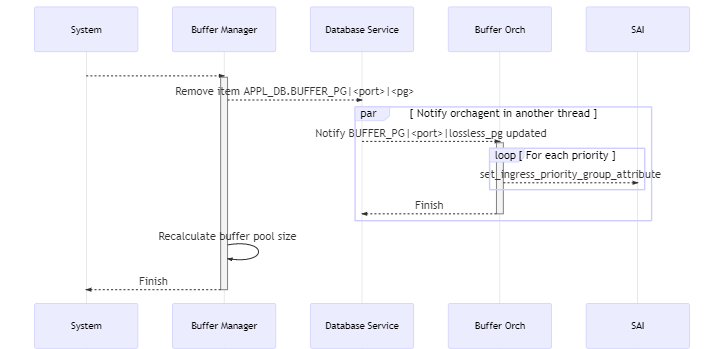 System
Buffer Manager
Database Service
Buffer Orch
SAI
Remove item APPL_DB.BUFFER_PG|<port>|<pg>
par
[ Notify orchagent in another thread ]
Notify BUFFER_PG|<port>|lossless_pg updated
loop
[ For each priority ]
set_ingress_priority_group_attribute
Finish
Recalculate buffer pool size
Finish
System
Buffer Manager
Database Service
Buffer Orch
SAI